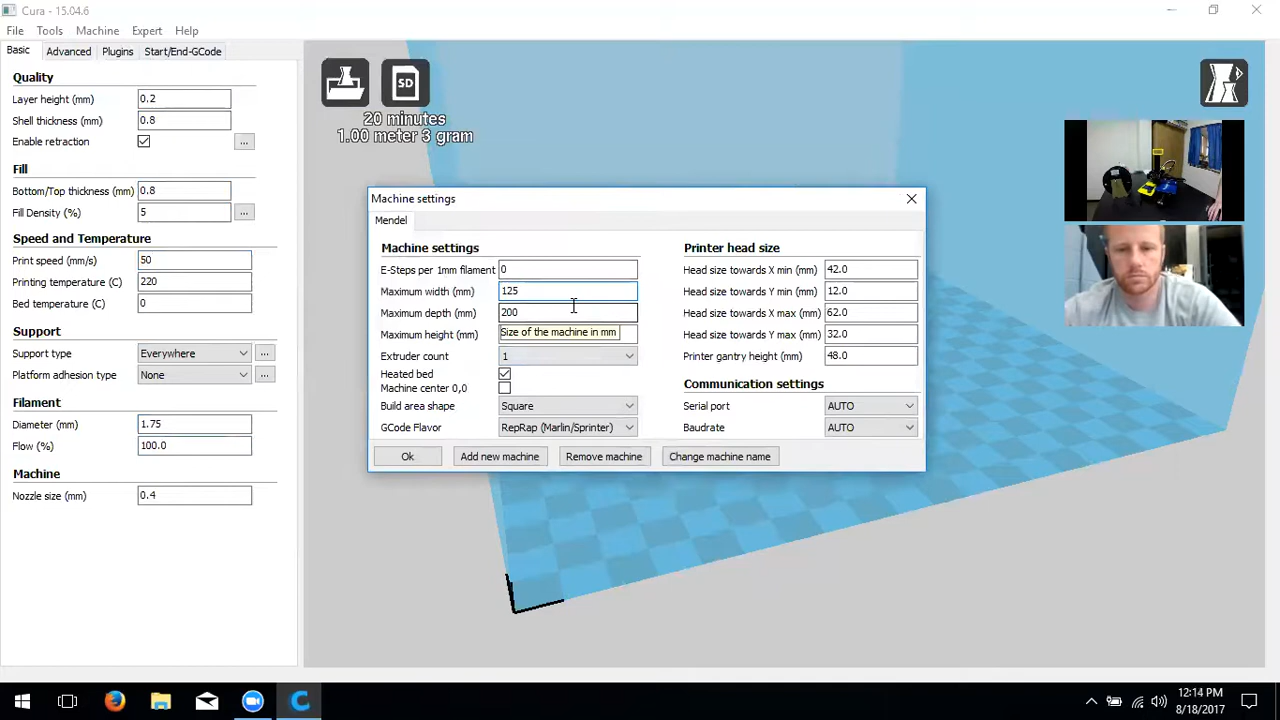 Cura - 15.04.6
File Tools Machine Expert Help
Basic Advanced Plugins Start/End-GCode
Quality
Layer height (mm) 0.2
Shell thickness (mm) 0.8
Enable retraction ...
Fill
Bottom/Top thickness (mm) 0.8
Fill Density (%) 5 ...
Speed and Temperature
Print speed (mm/s) 50
Printing temperature (C) 220
Bed temperature (C) 0
Support
Support type Everywhere ...
Platform adhesion type None ...
Filament
Diameter (mm) 1.75
Flow (%) 100.0
Machine
Nozzle size (mm) 0.4
SD
20 minutes
1.00 meter 3 gram
Machine settings
Mendel
Machine settings
E-Steps per 1mm filament 0
Maximum width (mm) 125
Maximum depth (mm) 200
Maximum height (mm)
Size of the machine in mm
Extruder count 1
Heated bed
Machine center 0,0
Build area shape Square
GCode Flavor RepRap (Marlin/Sprinter)
Printer head size
Head size towards X min (mm) 42.0
Head size towards Y min (mm) 12.0
Head size towards X max (mm) 62.0
Head size towards Y max (mm) 32.0
Printer gantry height (mm) 48.0
Communication settings
Serial port AUTO
Baudrate AUTO
Ok Add new machine Remove machine Change machine name
12:14 PM
8/18/2017